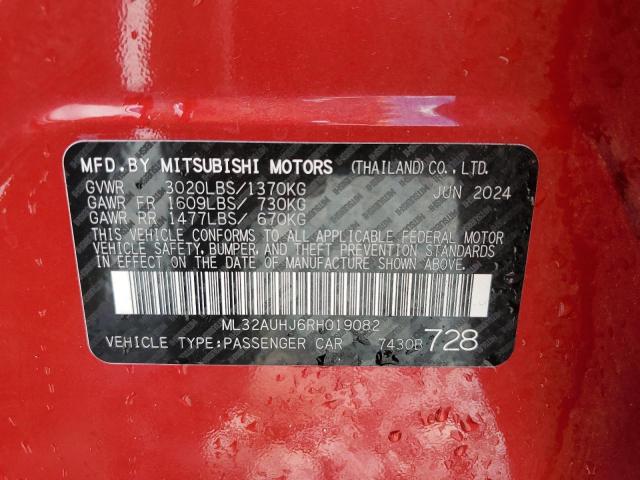 MFD.BY MITSUBISHI MOTORS (THAILAND) CO., LTD.
GVWR 3020LBS/1370KG JUN 2024
GAWR FR 1609LBS/ 730KG
GAWR RR 1477LBS/ 670KG
THIS VEHICLE CONFORMS TO ALL APPLICABLE FEDERAL MOTOR
VEHICLE SAFETY, BUMPER, AND THEFT PREVENTION STANDARDS
IN EFFECT ON THE DATE OF MANUFACTURE SHOWN ABOVE.
ML32AUHJ6RH019082
VEHICLE TYPE:PASSENGER CAR 7430B 728